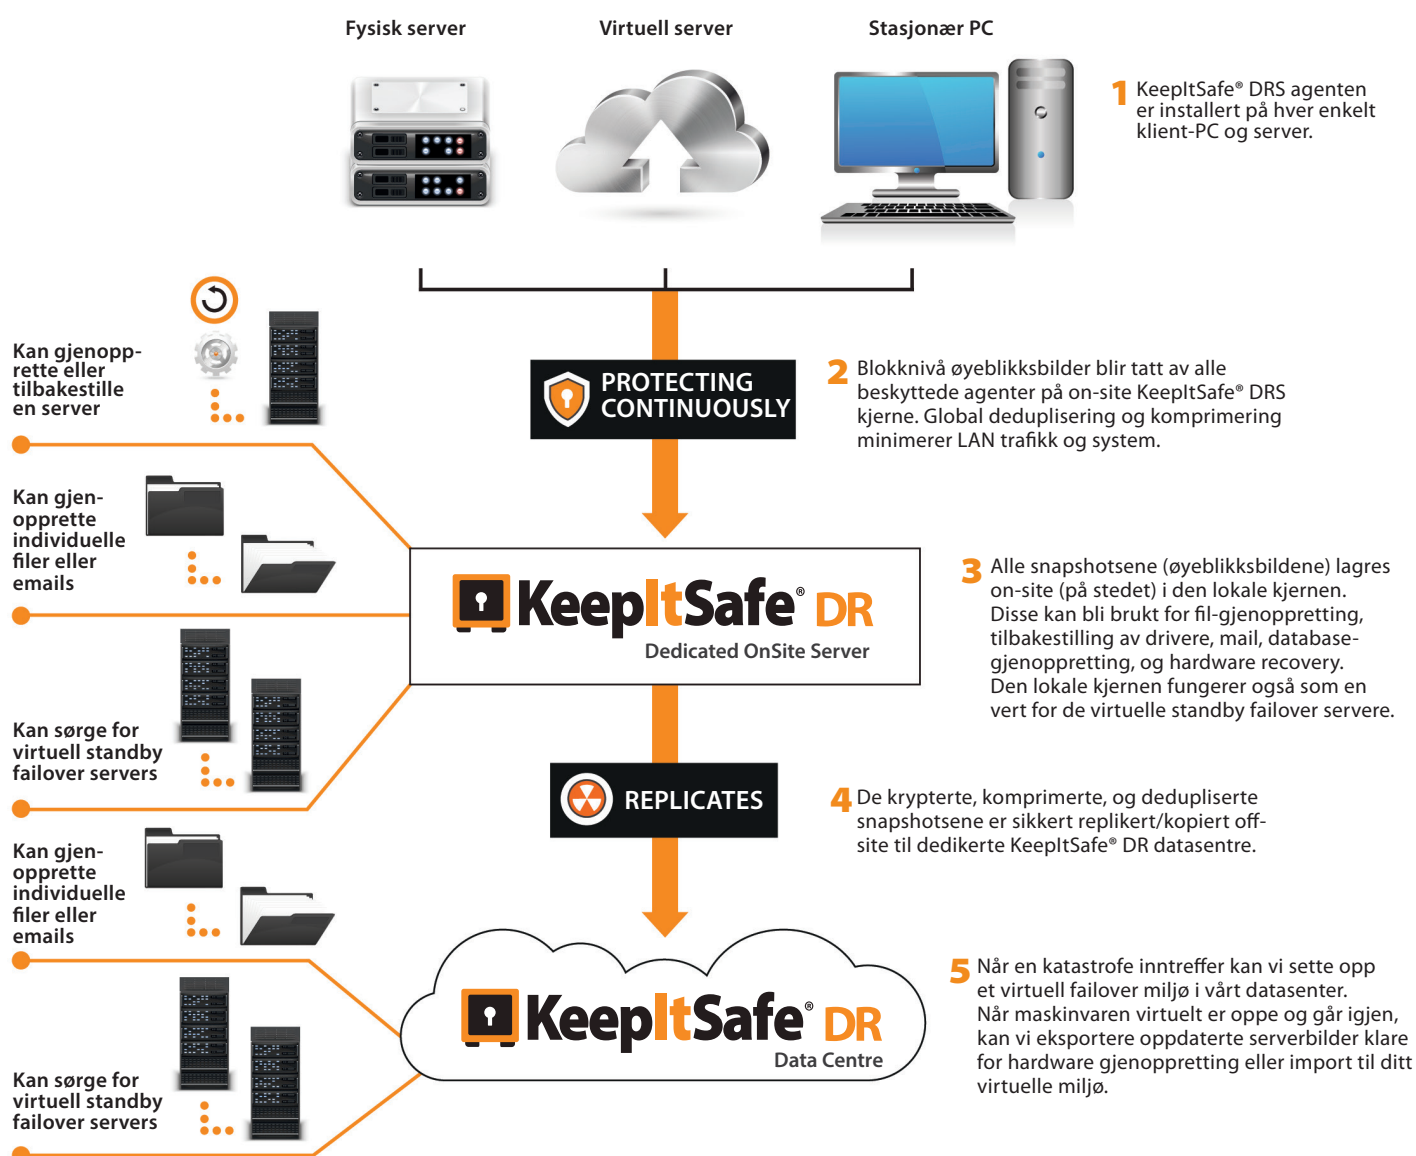 Fysisk server
Virtuell server
Stasjonær PC
1 KeepItSafe® DRS agenten
er installert på hver enkelt
klient-PC og server.
Kan gjenopp-
rette eller
tilbakestille
en server
PROTECTING
CONTINUOUSLY
2 Blokknivå øyeblikksbilder blir tatt av alle
beskyttede agenter på on-site KeepItSafe® DRS
kjerne. Global deduplisering og komprimering
minimerer LAN trafikk og system.
Kan gjen-
opprette
individuelle
filer eller
emails
KeepItSafe® DR
Dedicated OnSite Server
3 Alle snapshotsene (øyeblikksbildene) lagres
on-site (på stedet) i den lokale kjernen.
Disse kan bli brukt for fil-gjenoppretting,
tilbakestilling av drivere, mail, database-
gjenoppretting, og hardware recovery.
Den lokale kjernen fungerer også som en
vert for de virtuelle standby failover servere.
Kan sørge for
virtuell standby
failover servers
REPLICATES
4 De krypterte, komprimerte, og dedupliserte
snapshotsene er sikkert replikert/kopiert off-
site til dedikerte KeepItSafe® DR datasentre.
Kan gjen-
opprette
individuelle
filer eller
emails
KeepItSafe® DR
Data Centre
5 Når en katastrofe inntreffer kan vi sette opp
et virtuell failover miljø i vårt datasenter.
Når maskinvaren virtuelt er oppe og går igjen,
kan vi eksportere oppdaterte serverbilder klare
for hardware gjenoppretting eller import til ditt
virtuelle miljø.
Kan sørge for
virtuell standby
failover servers